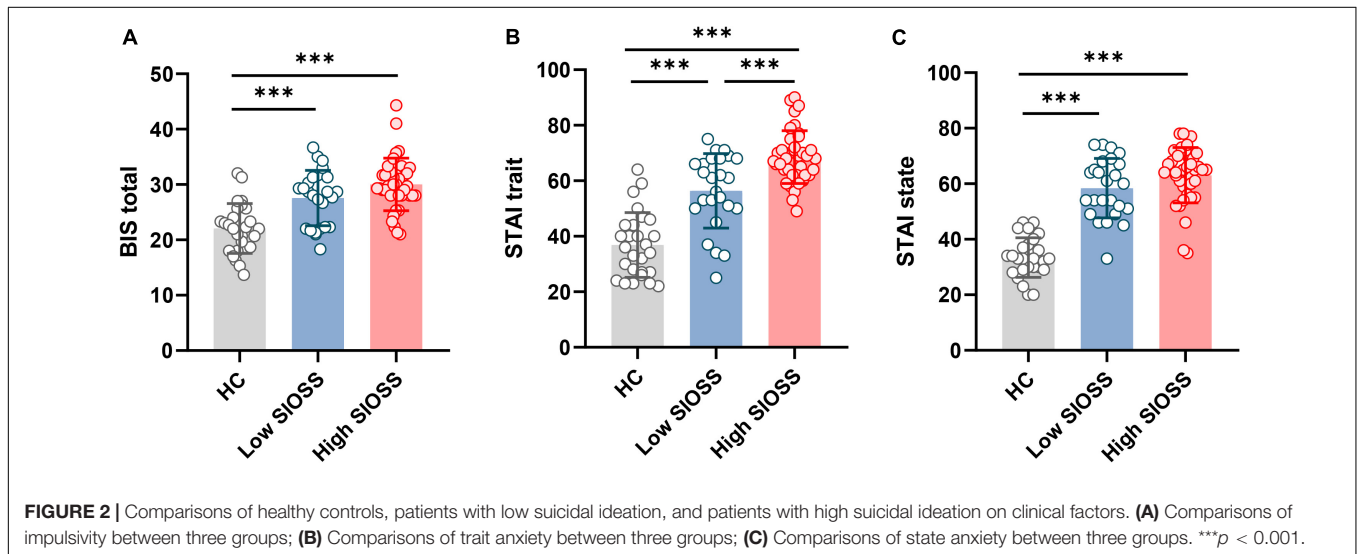 A
***
***
50
40
30
20
10
0
BIS total
HC
Low SIOSS
High SIOSS
B
***
***
***
100
80
60
40
20
0
STAI trait
HC
Low SIOSS
High SIOSS
C
***
***
100
80
60
40
20
0
STAI state
HC
Low SIOSS
High SIOSS
FIGURE 2 | Comparisons of healthy controls, patients with low suicidal ideation, and patients with high suicidal ideation on clinical factors. (A) Comparisons of
impulsivity between three groups; (B) Comparisons of trait anxiety between three groups; (C) Comparisons of state anxiety between three groups. ***p < 0.001.